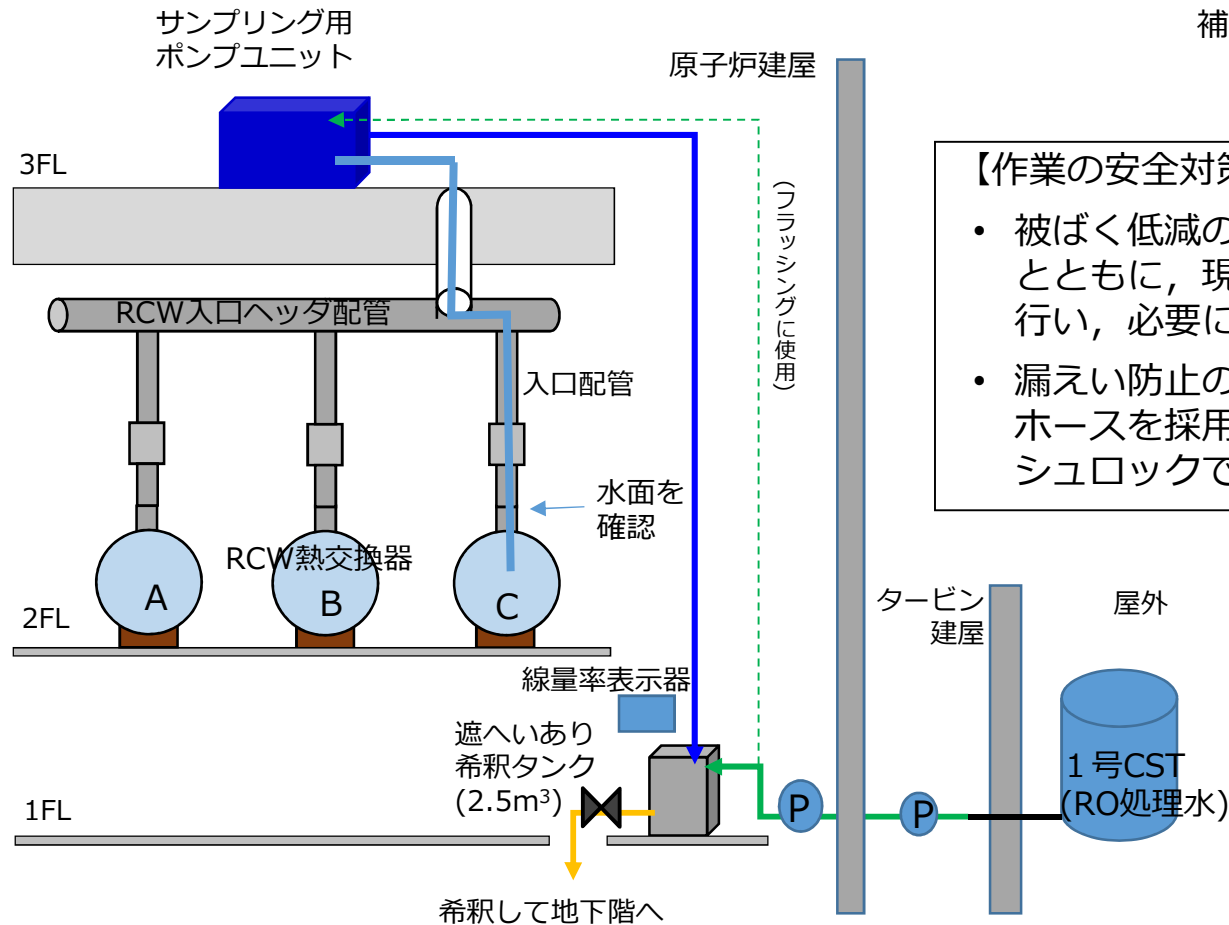 サンプリング用
ポンプユニット
補
原子炉建屋
3FL
【作業の安全対策
• 被ばく低減の
とともに，現
行い，必要に
• 漏えい防止の
ホースを採用
シュロックで
(フラッシングに使用)
RCW入口ヘッダ配管
入口配管
水面を
確認
RCW熱交換器
A
B
C
2FL
タービン
建屋
屋外
線量率表示器
遮へいあり
希釈タンク
(2.5m³)
1FL
P
P
１号CST
(RO処理水)
希釈して地下階へ